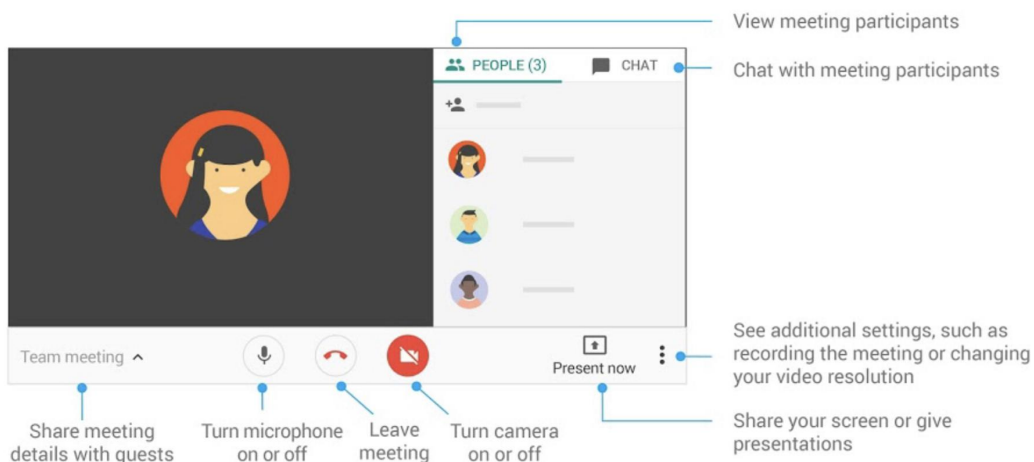 View meeting participants
PEOPLE (3)
CHAT
Chat with meeting participants
See additional settings, such as
recording the meeting or changing
your video resolution
Team meeting
Present now
Share your screen or give
presentations
Share meeting
details with guests
Turn microphone
on or off
Leave
meeting
Turn camera
on or off